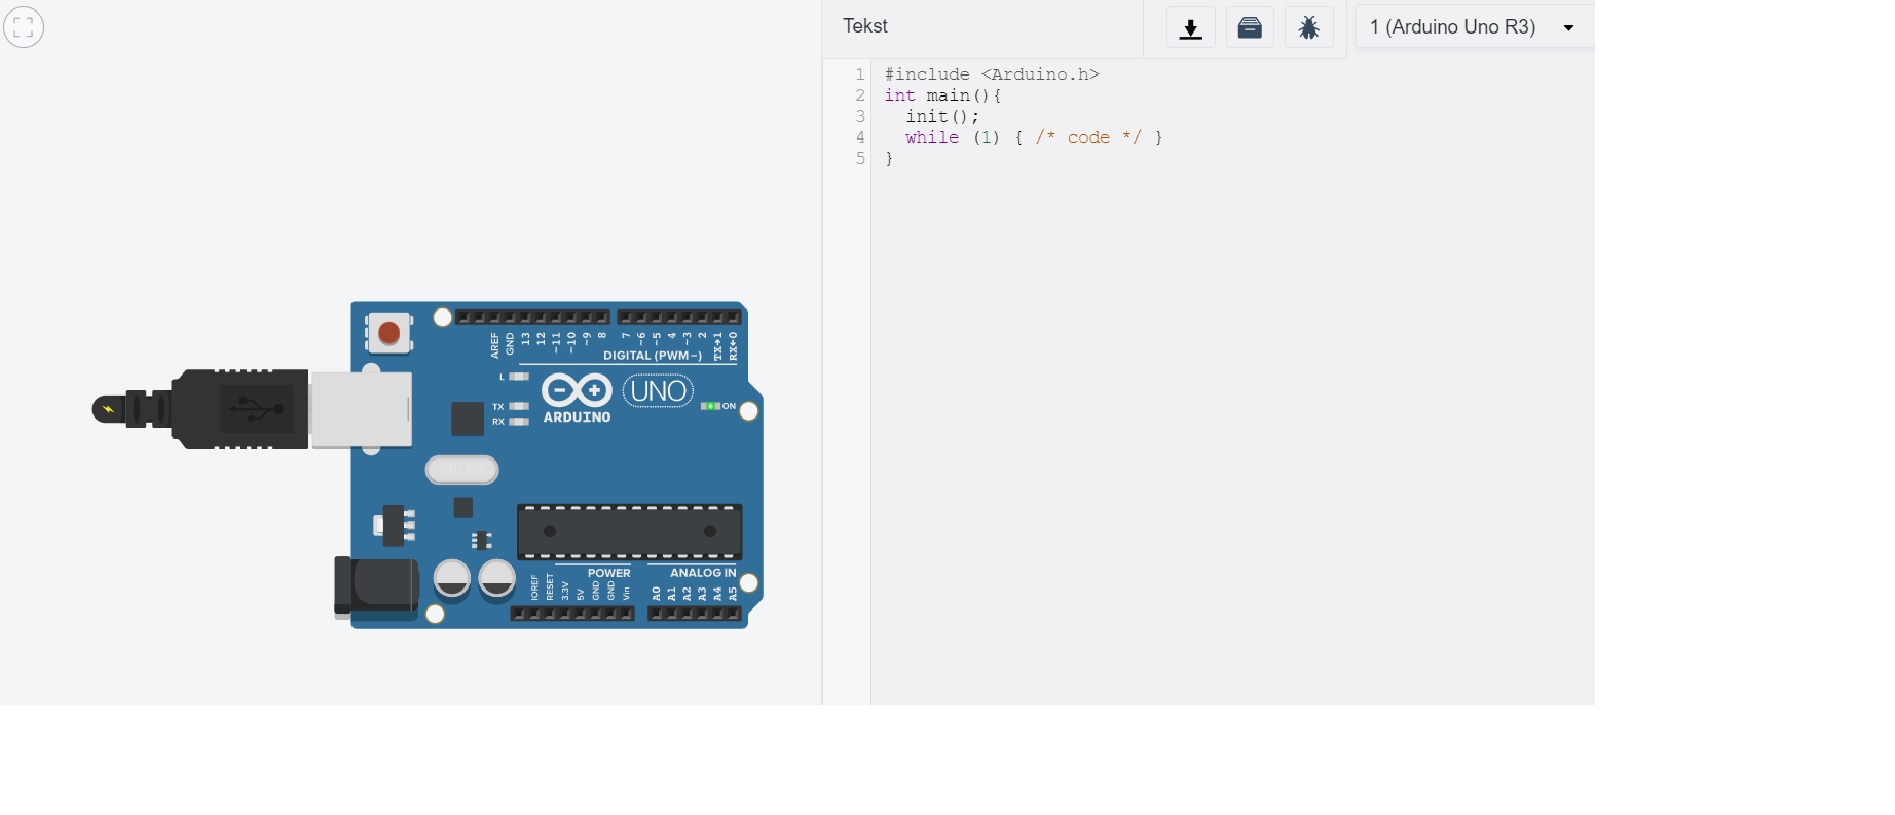 Tekst
1 (Arduino Uno R3)
1 #include <Arduino.h>
2 int main(){
3   init();
4   while (1) { /* code */ }
5 }
AREF GND 13 12 ~11 ~10 ~9 8 7 ~6 ~5 4 ~3 2 TX→1 RX←0
DIGITAL (PWM~)
L
TX
RX
UNO
ARDUINO
ON
POWER
ANALOG IN
IOREF RESET 3.3V 5V GND GND Vin A0 A1 A2 A3 A4 A5